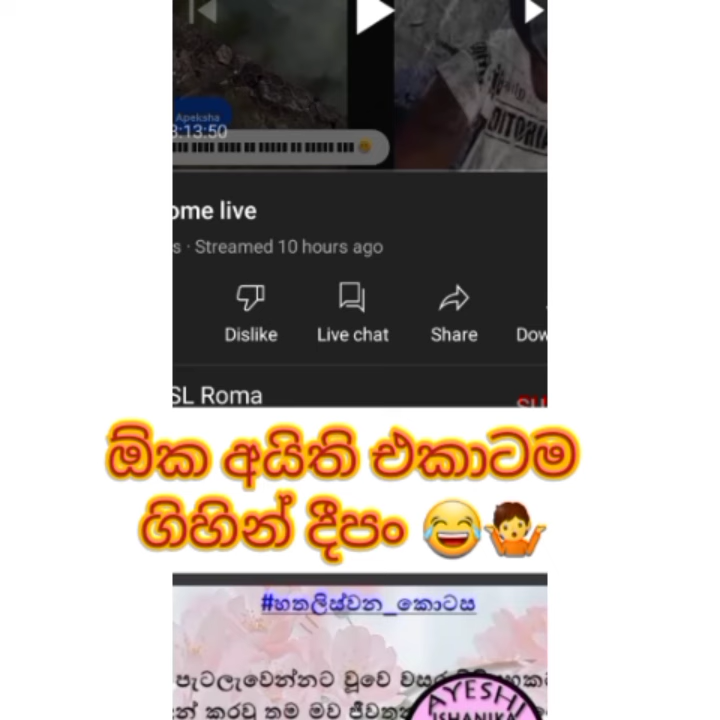 Apeksha
3:13:50
ome live
s · Streamed 10 hours ago
Dislike
Live chat
Share
Dow
SL Roma
ඕක අයිති එකාටම
ගිහින් දීපං 😂🤷
#හතලිස්වන_කොටස
පැටලැවෙන්නට වූවේ
කරවූ තම මව
AYESHI
ISHANIKA